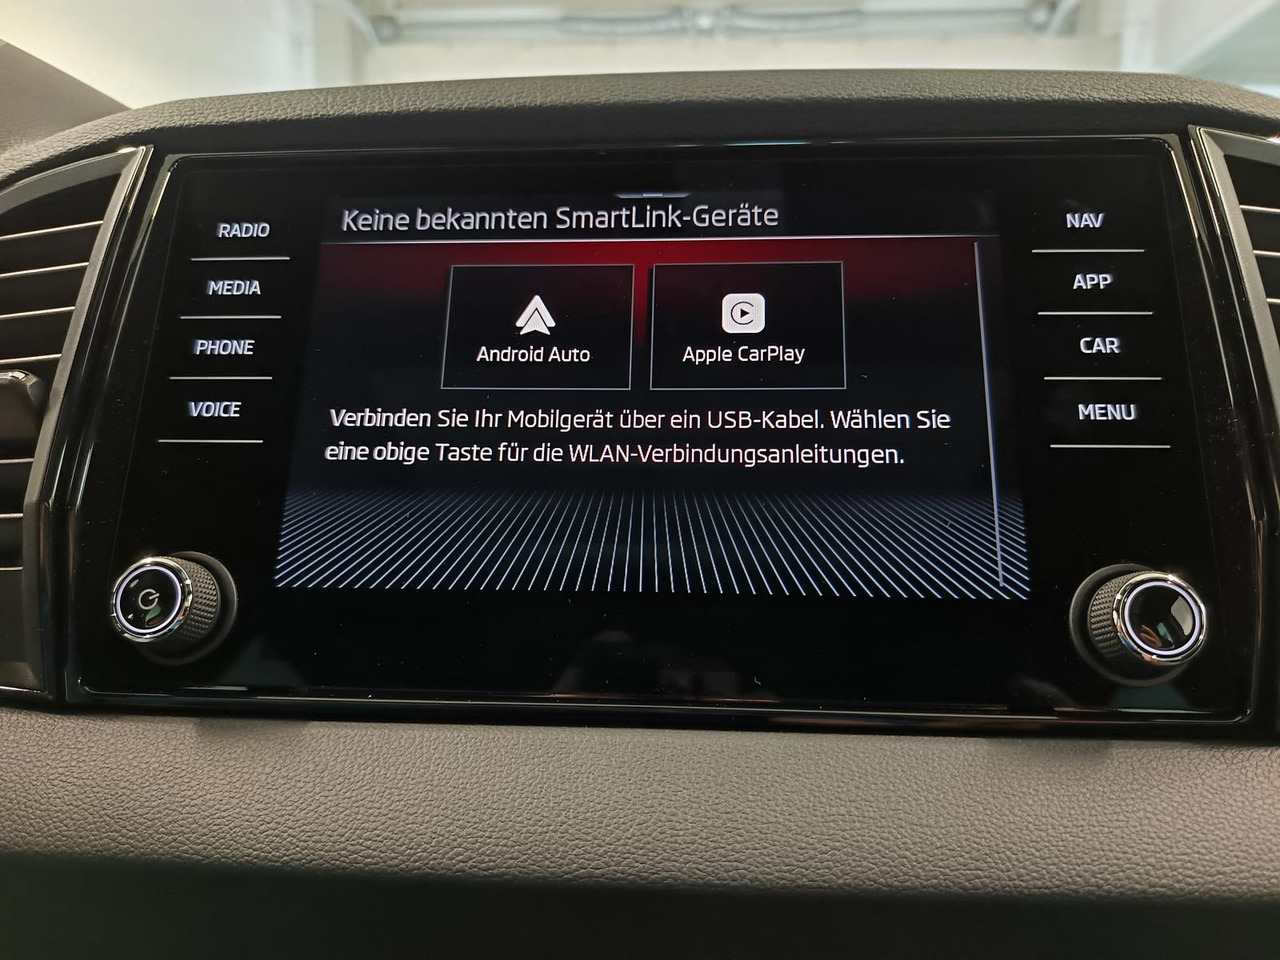 Keine bekannten SmartLink-Geräte
RADIO
MEDIA
PHONE
VOICE
Android Auto
Apple CarPlay
Verbinden Sie Ihr Mobilgerät über ein USB-Kabel. Wählen Sie
eine obige Taste für die WLAN-Verbindungsanleitungen.
NAV
APP
CAR
MENU